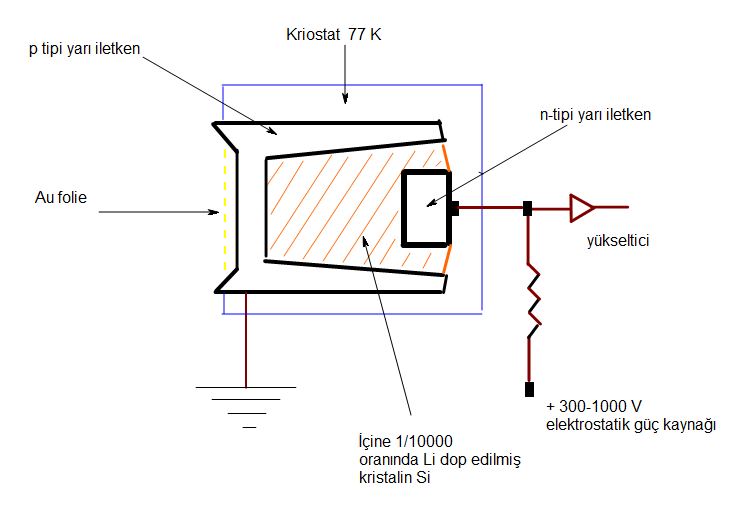 Kriostat 77 K
p tipi yarı iletken
n-tipi yarı iletken
Au folie
yükseltici
+ 300-1000 V
elektrostatik güç kaynağı
İçine 1/10000
oranında Li dop edilmiş
kristalin Si